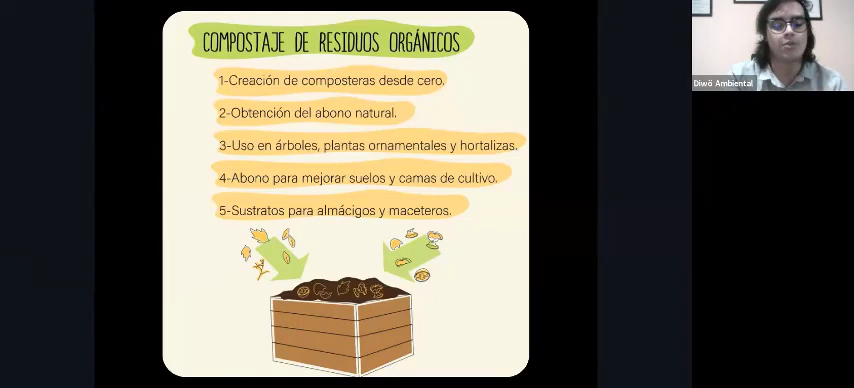 COMPOSTAJE DE RESIDUOS ORGÁNICOS
1-Creación de composteras desde cero.
2-Obtención del abono natural.
3-Uso en árboles, plantas ornamentales y hortalizas.
4-Abono para mejorar suelos y camas de cultivo.
5-Sustratos para almácigos y maceteros.
Diwö Ambiental